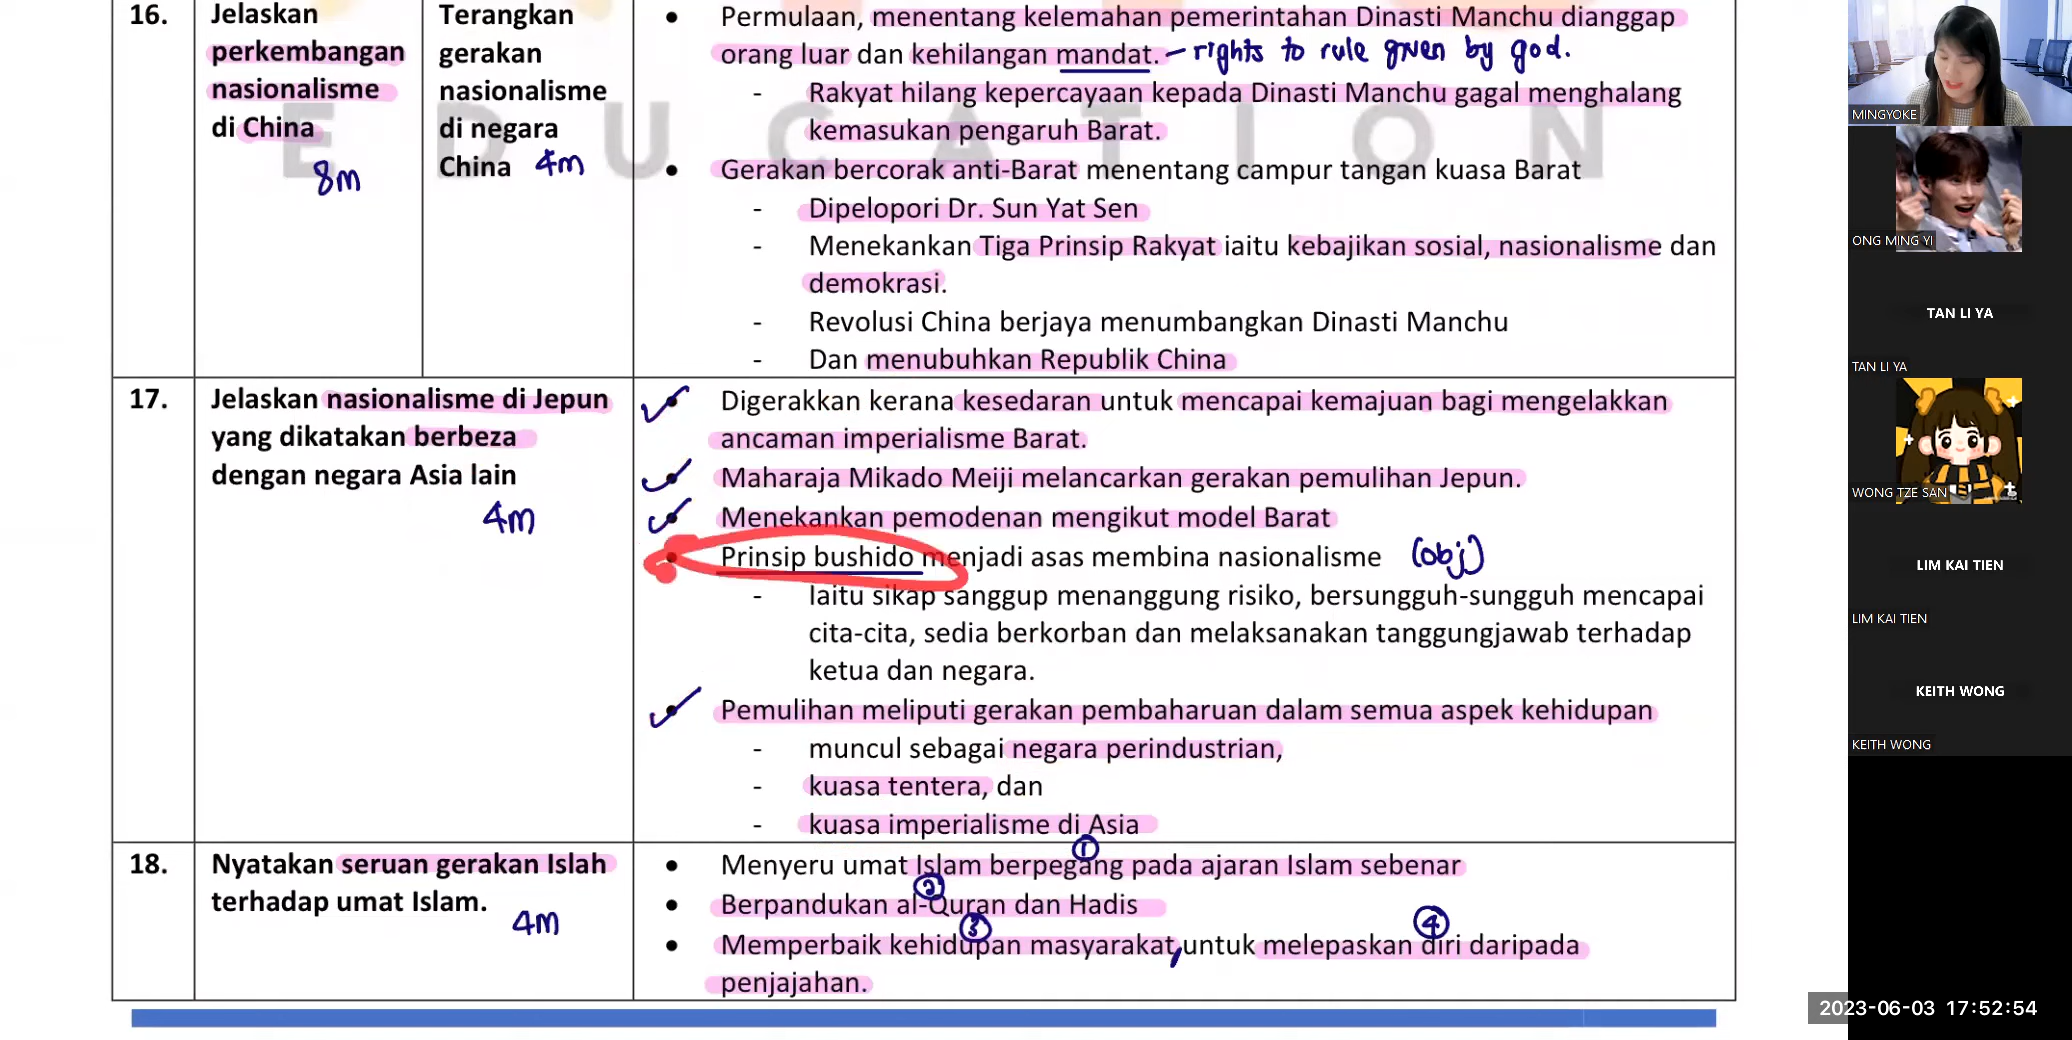 16.
Jelaskan
perkembangan
nasionalisme
di China
8m
Terangkan
gerakan
nasionalisme
di negara
China 4m
• Permulaan, menentang kelemahan pemerintahan Dinasti Manchu dianggap
orang luar dan kehilangan mandat. - rights to rule given by god.
- Rakyat hilang kepercayaan kepada Dinasti Manchu gagal menghalang
kemasukan pengaruh Barat.
EDUCATION
• Gerakan bercorak anti-Barat menentang campur tangan kuasa Barat
- Dipelopori Dr. Sun Yat Sen
- Menekankan Tiga Prinsip Rakyat iaitu kebajikan sosial, nasionalisme dan
demokrasi.
- Revolusi China berjaya menumbangkan Dinasti Manchu
- Dan menubuhkan Republik China
17.
Jelaskan nasionalisme di Jepun
yang dikatakan berbeza
dengan negara Asia lain
4m
• Digerakkan kerana kesedaran untuk mencapai kemajuan bagi mengelakkan
ancaman imperialisme Barat.
• Maharaja Mikado Meiji melancarkan gerakan pemulihan Jepun.
• Menekankan pemodenan mengikut model Barat
• Prinsip bushido menjadi asas membina nasionalisme (obj)
- Iaitu sikap sanggup menanggung risiko, bersungguh-sungguh mencapai
cita-cita, sedia berkorban dan melaksanakan tanggungjawab terhadap
ketua dan negara.
• Pemulihan meliputi gerakan pembaharuan dalam semua aspek kehidupan
- muncul sebagai negara perindustrian,
- kuasa tentera, dan
- kuasa imperialisme di Asia
18.
Nyatakan seruan gerakan Islah
terhadap umat Islam.
4m
①
• Menyeru umat Islam berpegang pada ajaran Islam sebenar
②
• Berpandukan al-Quran dan Hadis
③ ④
• Memperbaik kehidupan masyarakat, untuk melepaskan diri daripada
penjajahan.
MINGYOKE
ONG MING YI
TAN LI YA
TAN LI YA
WONG TZE SAN
LIM KAI TIEN
LIM KAI TIEN
KEITH WONG
KEITH WONG
2023-06-03 17:52:54